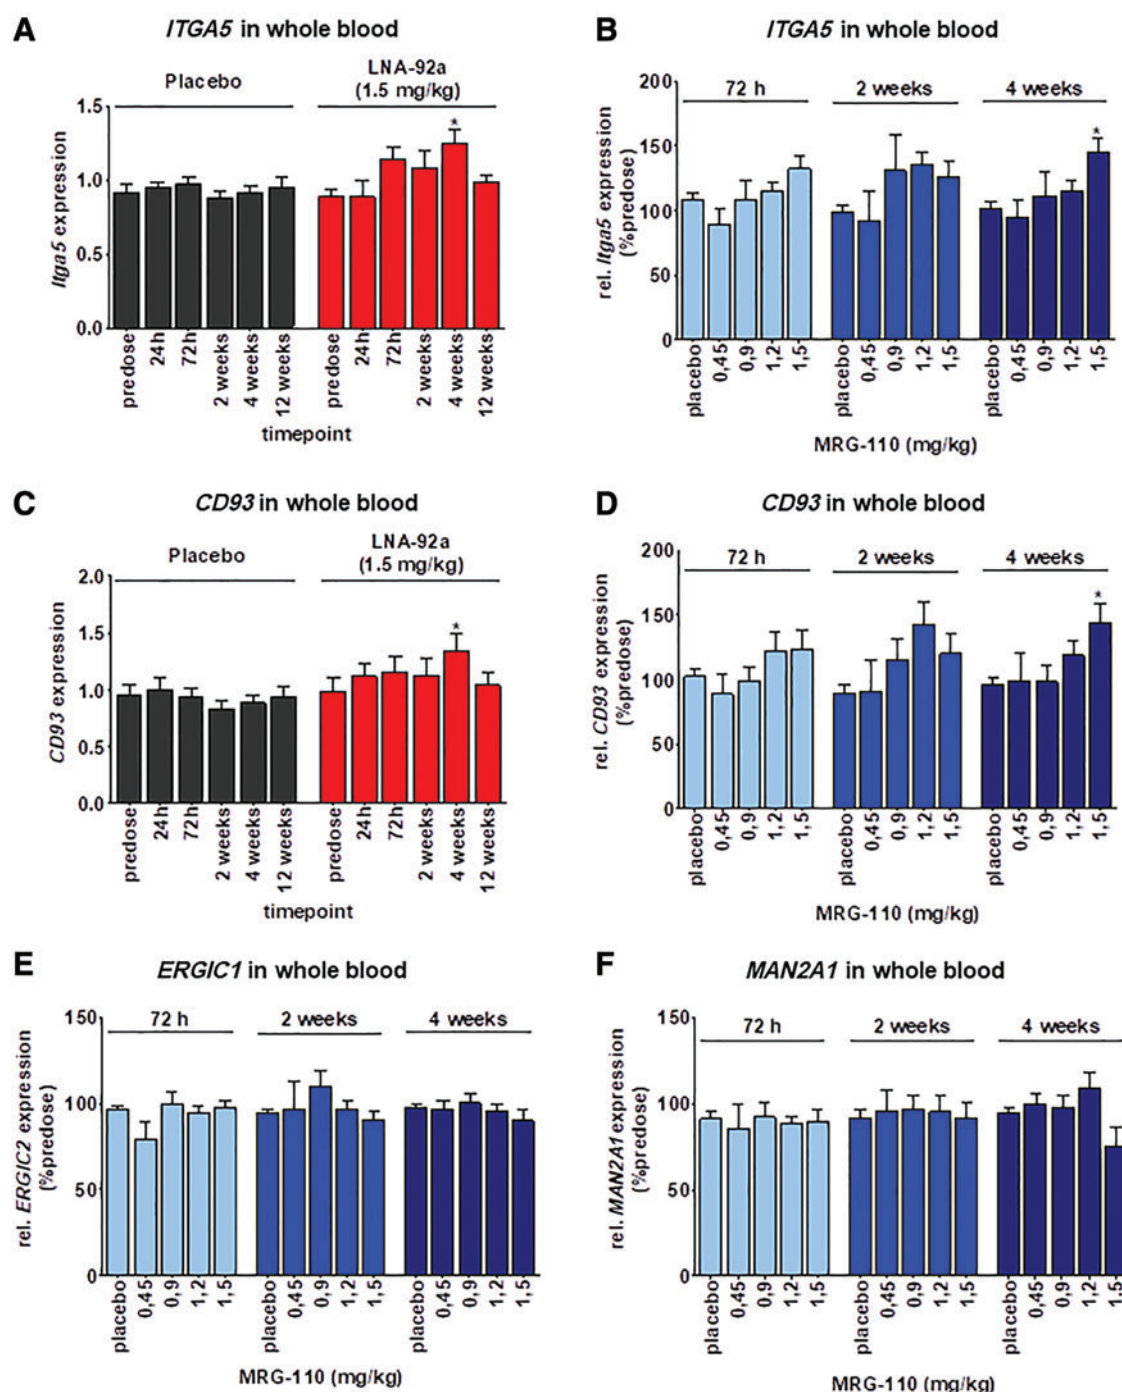 A
ITGA5 in whole blood
Placebo
LNA-92a
(1.5 mg/kg)
*
Itga5 expression
1.5
1.0
0.5
0.0
predose
24h
72h
2 weeks
4 weeks
12 weeks
predose
24h
72h
2 weeks
4 weeks
12 weeks
timepoint
B
ITGA5 in whole blood
72 h
2 weeks
4 weeks
*
rel. Itga5 expression
(%predose)
200
150
100
50
0
placebo
0,45
0,9
1,2
1,5
placebo
0,45
0,9
1,2
1,5
placebo
0,45
0,9
1,2
1,5
MRG-110 (mg/kg)
C
CD93 in whole blood
Placebo
LNA-92a
(1.5 mg/kg)
*
CD93 expression
2.0
1.5
1.0
0.5
0.0
predose
24h
72h
2 weeks
4 weeks
12 weeks
predose
24h
72h
2 weeks
4 weeks
12 weeks
timepoint
D
CD93 in whole blood
72 h
2 weeks
4 weeks
*
rel. CD93 expression
(%predose)
200
150
100
50
0
placebo
0,45
0,9
1,2
1,5
placebo
0,45
0,9
1,2
1,5
placebo
0,45
0,9
1,2
1,5
MRG-110 (mg/kg)
E
ERGIC1 in whole blood
72 h
2 weeks
4 weeks
rel. ERGIC2 expression
(%predose)
150
100
50
0
placebo
0,45
0,9
1,2
1,5
placebo
0,45
0,9
1,2
1,5
placebo
0,45
0,9
1,2
1,5
MRG-110 (mg/kg)
F
MAN2A1 in whole blood
72 h
2 weeks
4 weeks
rel. MAN2A1 expression
(%predose)
150
100
50
0
placebo
0,45
0,9
1,2
1,5
placebo
0,45
0,9
1,2
1,5
placebo
0,45
0,9
1,2
1,5
MRG-110 (mg/kg)